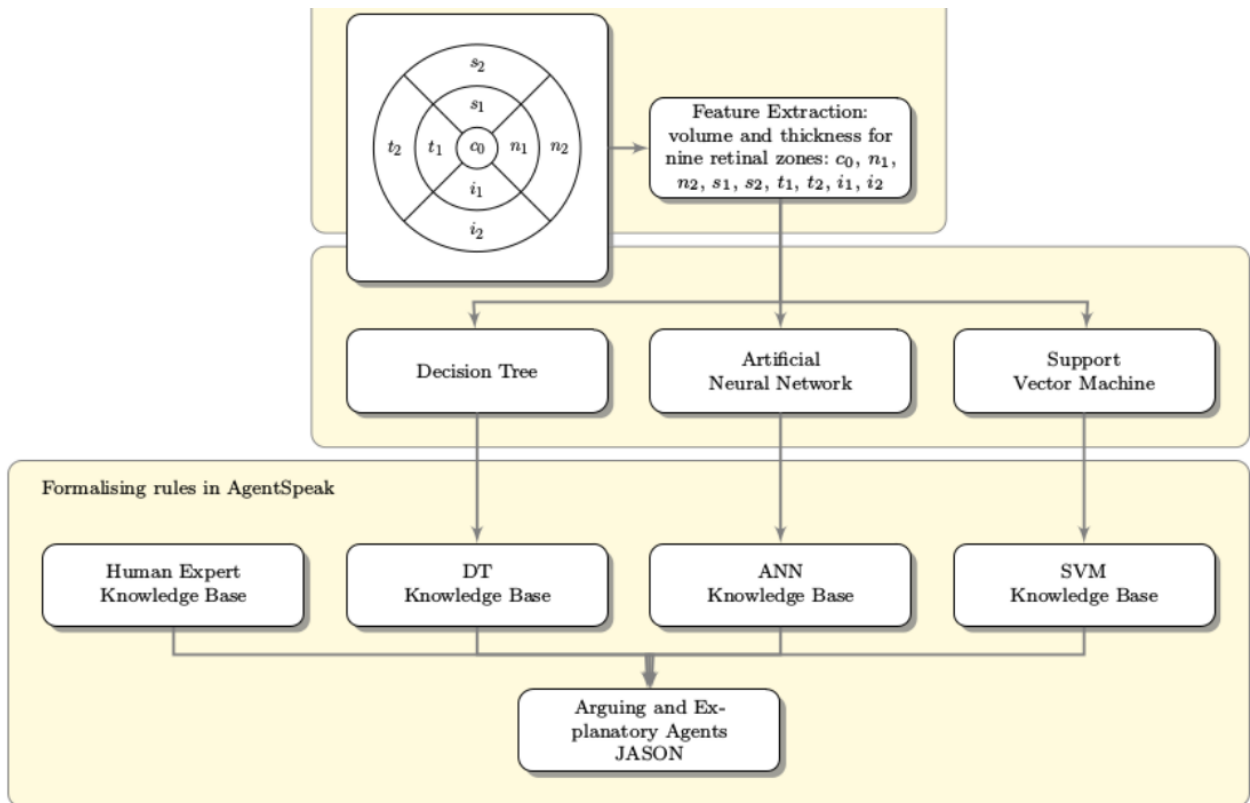 s₂
s₁
t₂ t₁ c₀ n₁ n₂
i₁
i₂
Feature Extraction:
volume and thickness for
nine retinal zones: c₀, n₁,
n₂, s₁, s₂, t₁, t₂, i₁, i₂
Decision Tree
Artificial
Neural Network
Support
Vector Machine
Formalising rules in AgentSpeak
Human Expert
Knowledge Base
DT
Knowledge Base
ANN
Knowledge Base
SVM
Knowledge Base
Arguing and Ex-
planatory Agents
JASON